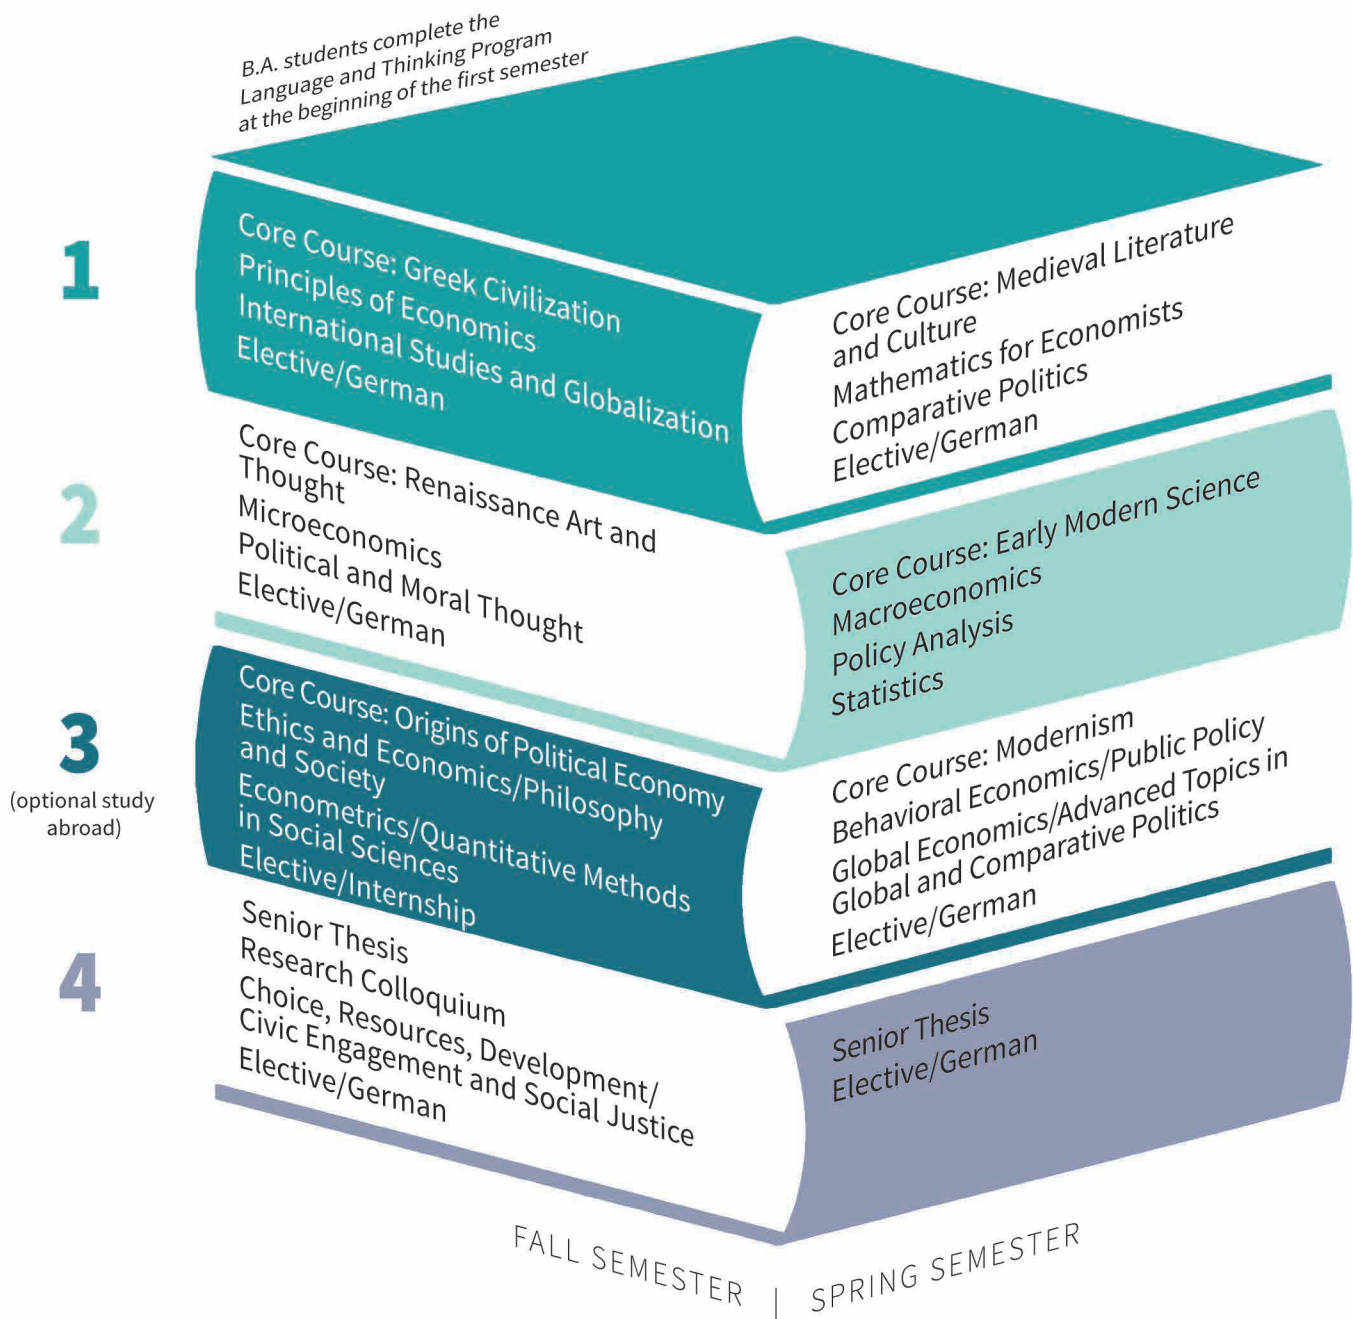 B.A. students complete the
Language and Thinking Program
at the beginning of the first semester
1
Core Course: Greek Civilization
Principles of Economics
International Studies and Globalization
Elective/German
Core Course: Medieval Literature
and Culture
Mathematics for Economists
Comparative Politics
Elective/German
2
Core Course: Renaissance Art and
Thought
Microeconomics
Political and Moral Thought
Elective/German
Core Course: Early Modern Science
Macroeconomics
Policy Analysis
Statistics
3
(optional study
abroad)
Core Course: Origins of Political Economy
Ethics and Economics/Philosophy
and Society
Econometrics/Quantitative Methods
in Social Sciences
Elective/Internship
Core Course: Modernism
Behavioral Economics/Public Policy
Global Economics/Advanced Topics in
Global and Comparative Politics
Elective/German
4
Senior Thesis
Research Colloquium
Choice, Resources, Development/
Civic Engagement and Social Justice
Elective/German
Senior Thesis
Elective/German
FALL SEMESTER | SPRING SEMESTER